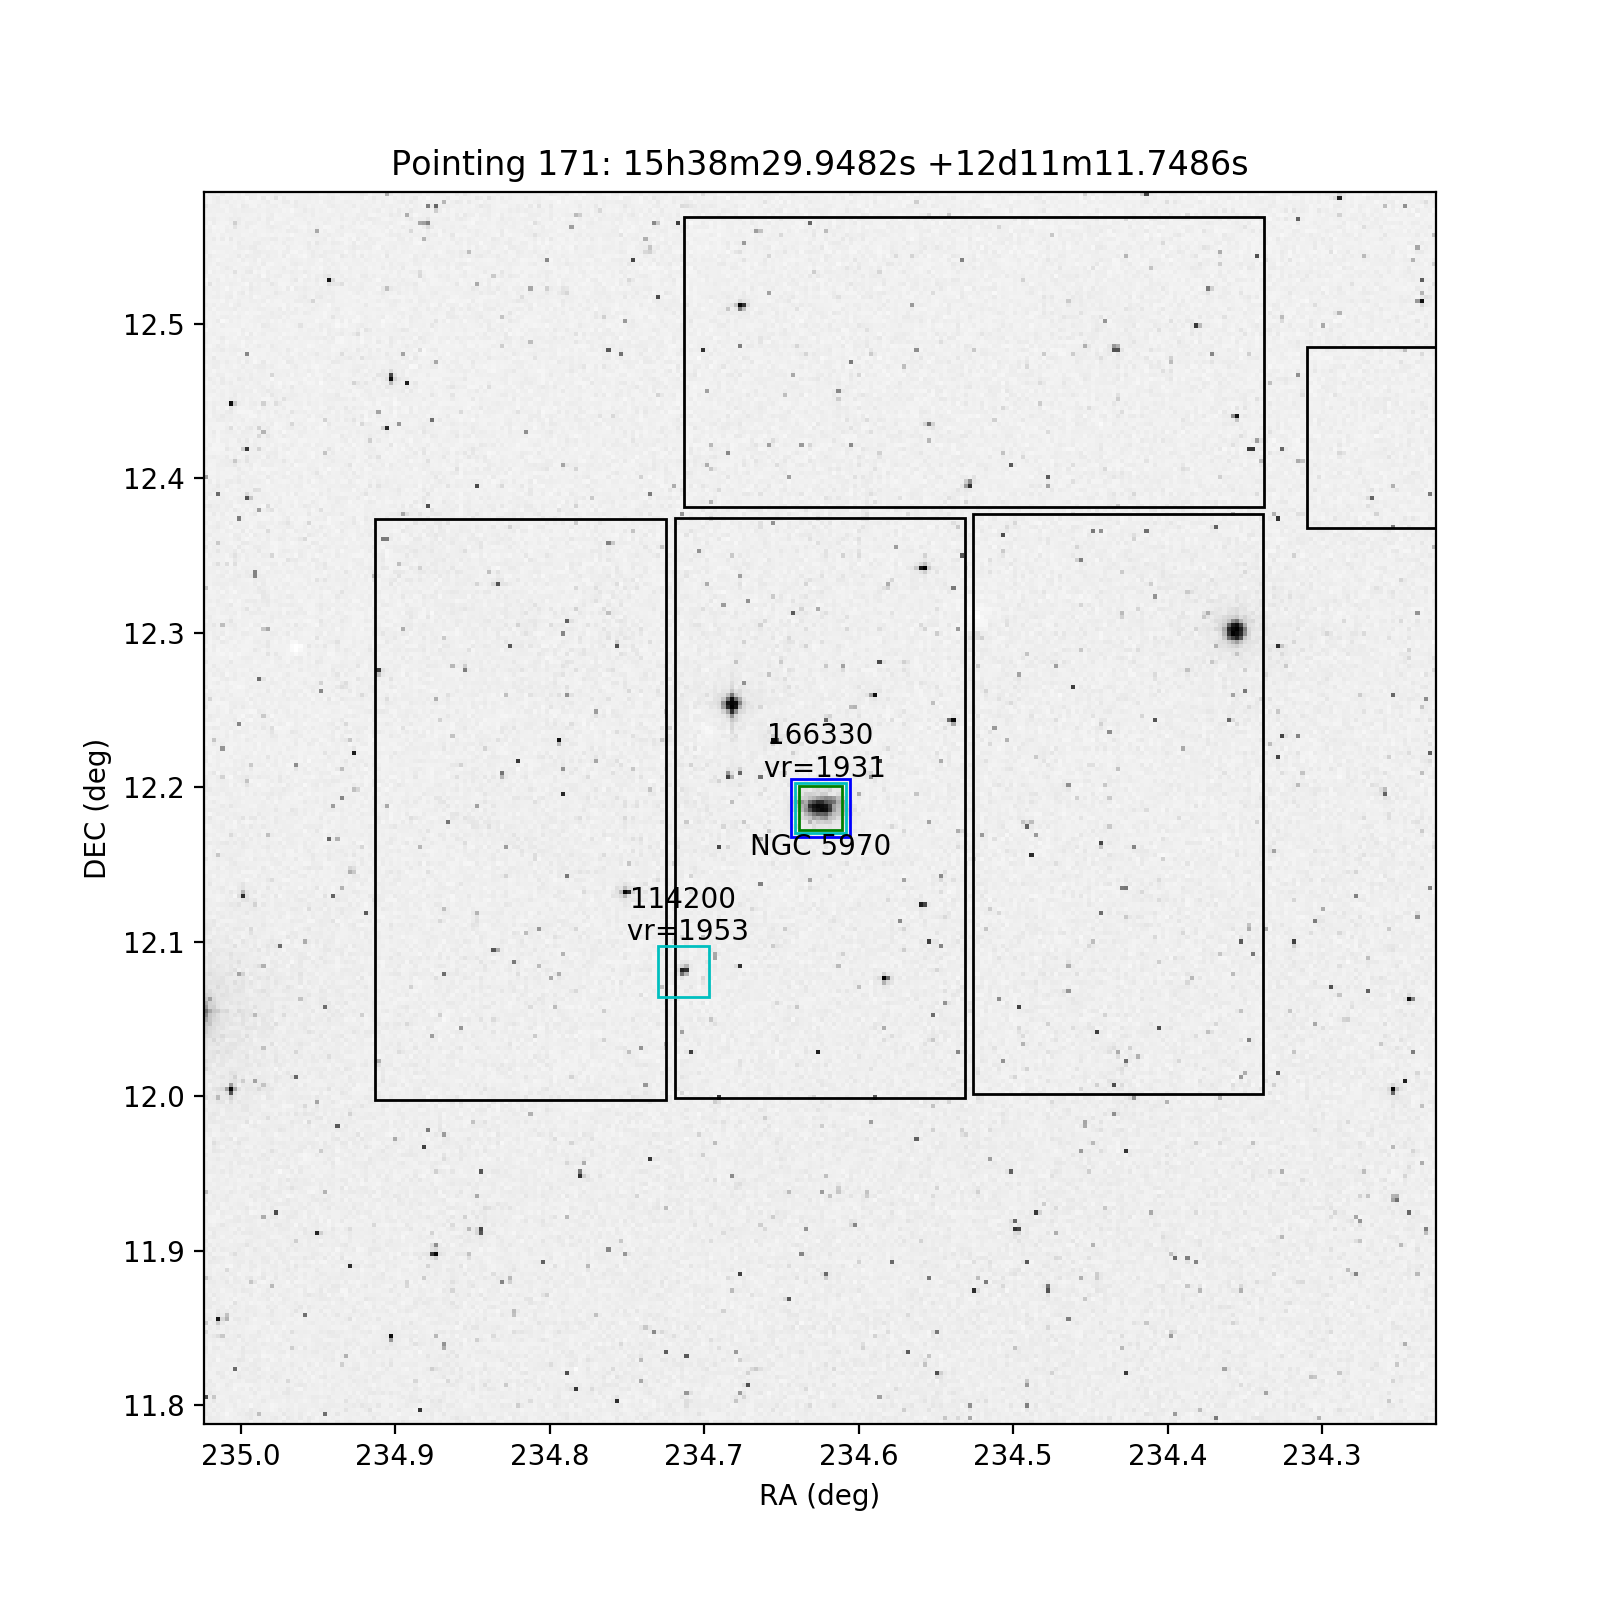 Pointing 171: 15h38m29.9482s +12d11m11.7486s
12.5
12.4
12.3
12.2
12.1
12.0
11.9
11.8
DEC (deg)
166330
vr=1931
NGC 5970
114200
vr=1953
235.0 234.9 234.8 234.7 234.6 234.5 234.4 234.3
RA (deg)